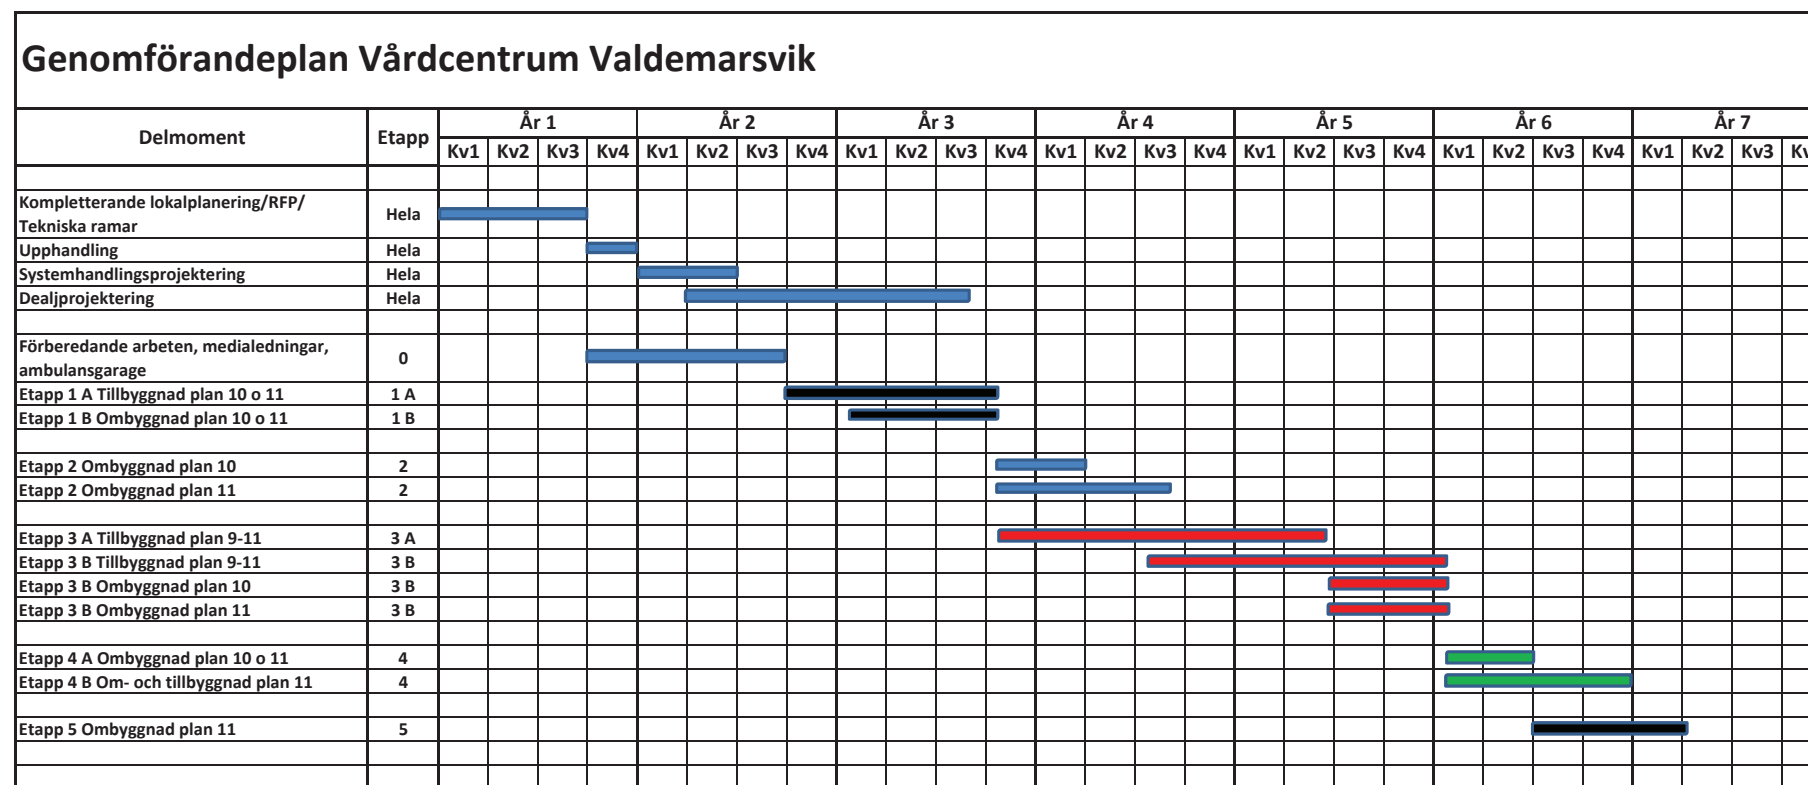 Genomförandeplan Vårdcentrum Valdemarsvik
Delmoment Etapp År 1 År 2 År 3 År 4 År 5 År 6 År 7
Kv1 Kv2 Kv3 Kv4 Kv1 Kv2 Kv3 Kv4 Kv1 Kv2 Kv3 Kv4 Kv1 Kv2 Kv3 Kv4 Kv1 Kv2 Kv3 Kv4 Kv1 Kv2 Kv3 Kv4 Kv1 Kv2 Kv3 Kv
Kompletterande lokalplanering/RFP/
Tekniska ramar Hela
Upphandling Hela
Systemhandlingsprojektering Hela
Dealjprojektering Hela
Förberedande arbeten, medialedningar,
ambulansgarage 0
Etapp 1 A Tillbyggnad plan 10 o 11 1 A
Etapp 1 B Ombyggnad plan 10 o 11 1 B
Etapp 2 Ombyggnad plan 10 2
Etapp 2 Ombyggnad plan 11 2
Etapp 3 A Tillbyggnad plan 9-11 3 A
Etapp 3 B Tillbyggnad plan 9-11 3 B
Etapp 3 B Ombyggnad plan 10 3 B
Etapp 3 B Ombyggnad plan 11 3 B
Etapp 4 A Ombyggnad plan 10 o 11 4
Etapp 4 B Om- och tillbyggnad plan 11 4
Etapp 5 Ombyggnad plan 11 5